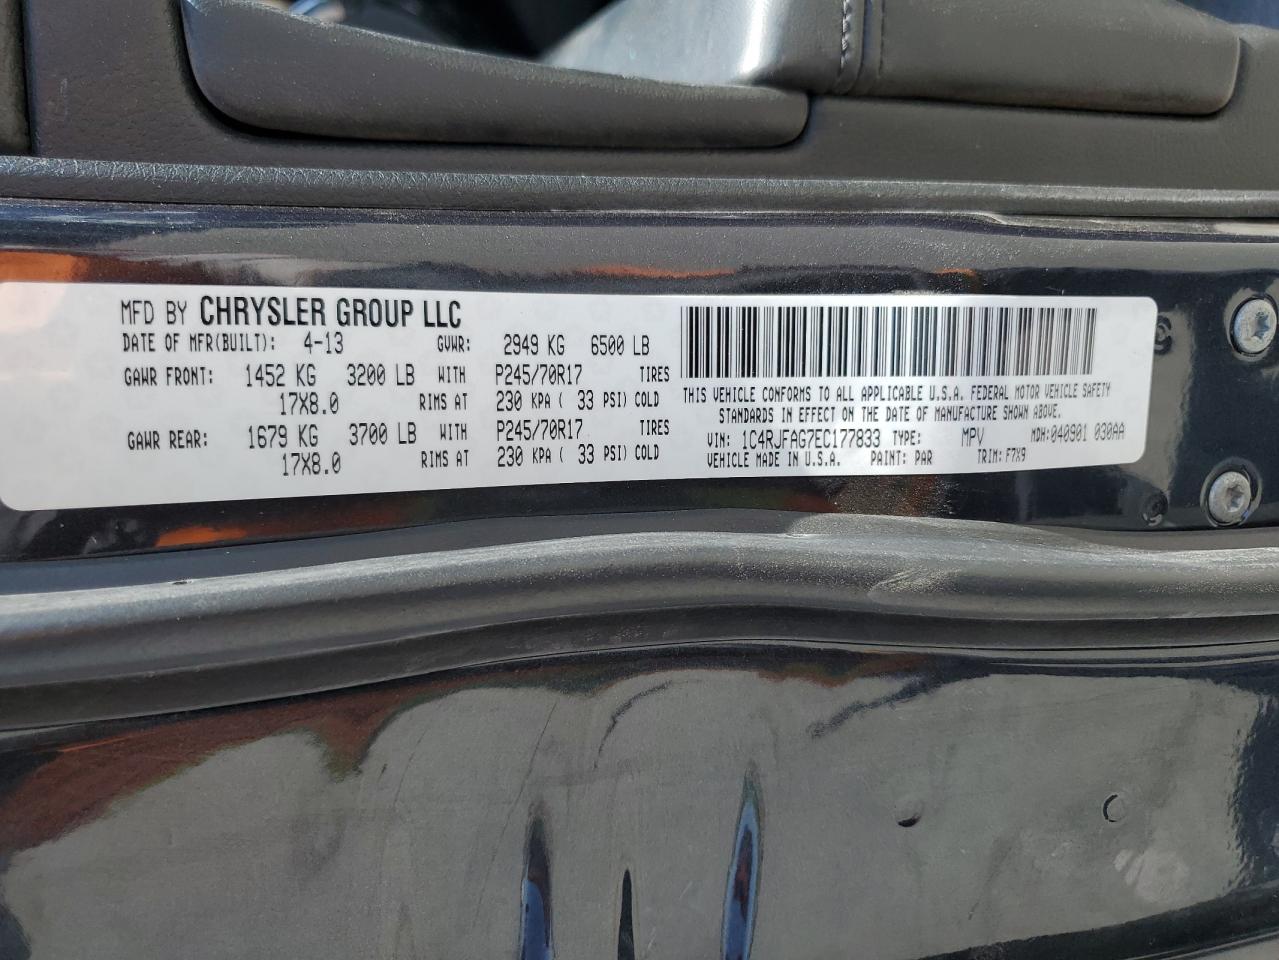 MFD BY CHRYSLER GROUP LLC
DATE OF MFR(BUILT): 4-13 GVWR: 2949 KG 6500 LB
GAWR FRONT: 1452 KG 3200 LB WITH P245/70R17 TIRES
17X8.0 RIMS AT 230 KPA ( 33 PSI) COLD
GAWR REAR: 1679 KG 3700 LB WITH P245/70R17 TIRES
17X8.0 RIMS AT 230 KPA ( 33 PSI) COLD
THIS VEHICLE CONFORMS TO ALL APPLICABLE U.S.A. FEDERAL MOTOR VEHICLE SAFETY
STANDARDS IN EFFECT ON THE DATE OF MANUFACTURE SHOWN ABOVE.
VIN: 1C4RJFAG7EC177833 TYPE: MPV MDH:040901 030AA
VEHICLE MADE IN U.S.A. PAINT: PAR TRIM: F7X9